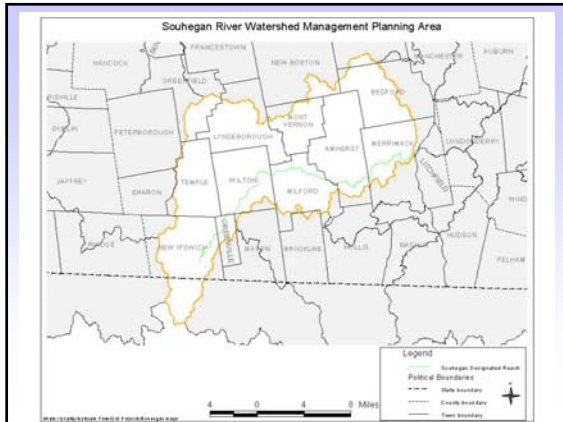 Souhegan River Watershed Management Planning Area
FRANCESTOWN
AUBURN
HANCOCK
NEW BOSTON
MANCHESTER
GREENFIELD
BEDFORD
PETERBOROUGH
MONT
VERNON
LYNDEBOROUGH
AMHERST
MERRIMACK
LONDONDERRY
LITCHFIELD
JAFFREY
TEMPLE
WILTON
SHARON
MILFORD
WIND
GREENVILLE
NEW IPSWICH
MASON
BROOKLINE
HOLLIS
NASHUA
HUDSON
PELHAM
Legend
Souhegan Designated Reach
Political Boundaries
State boundary
County boundary
Town boundary
4 0 4 8 Miles